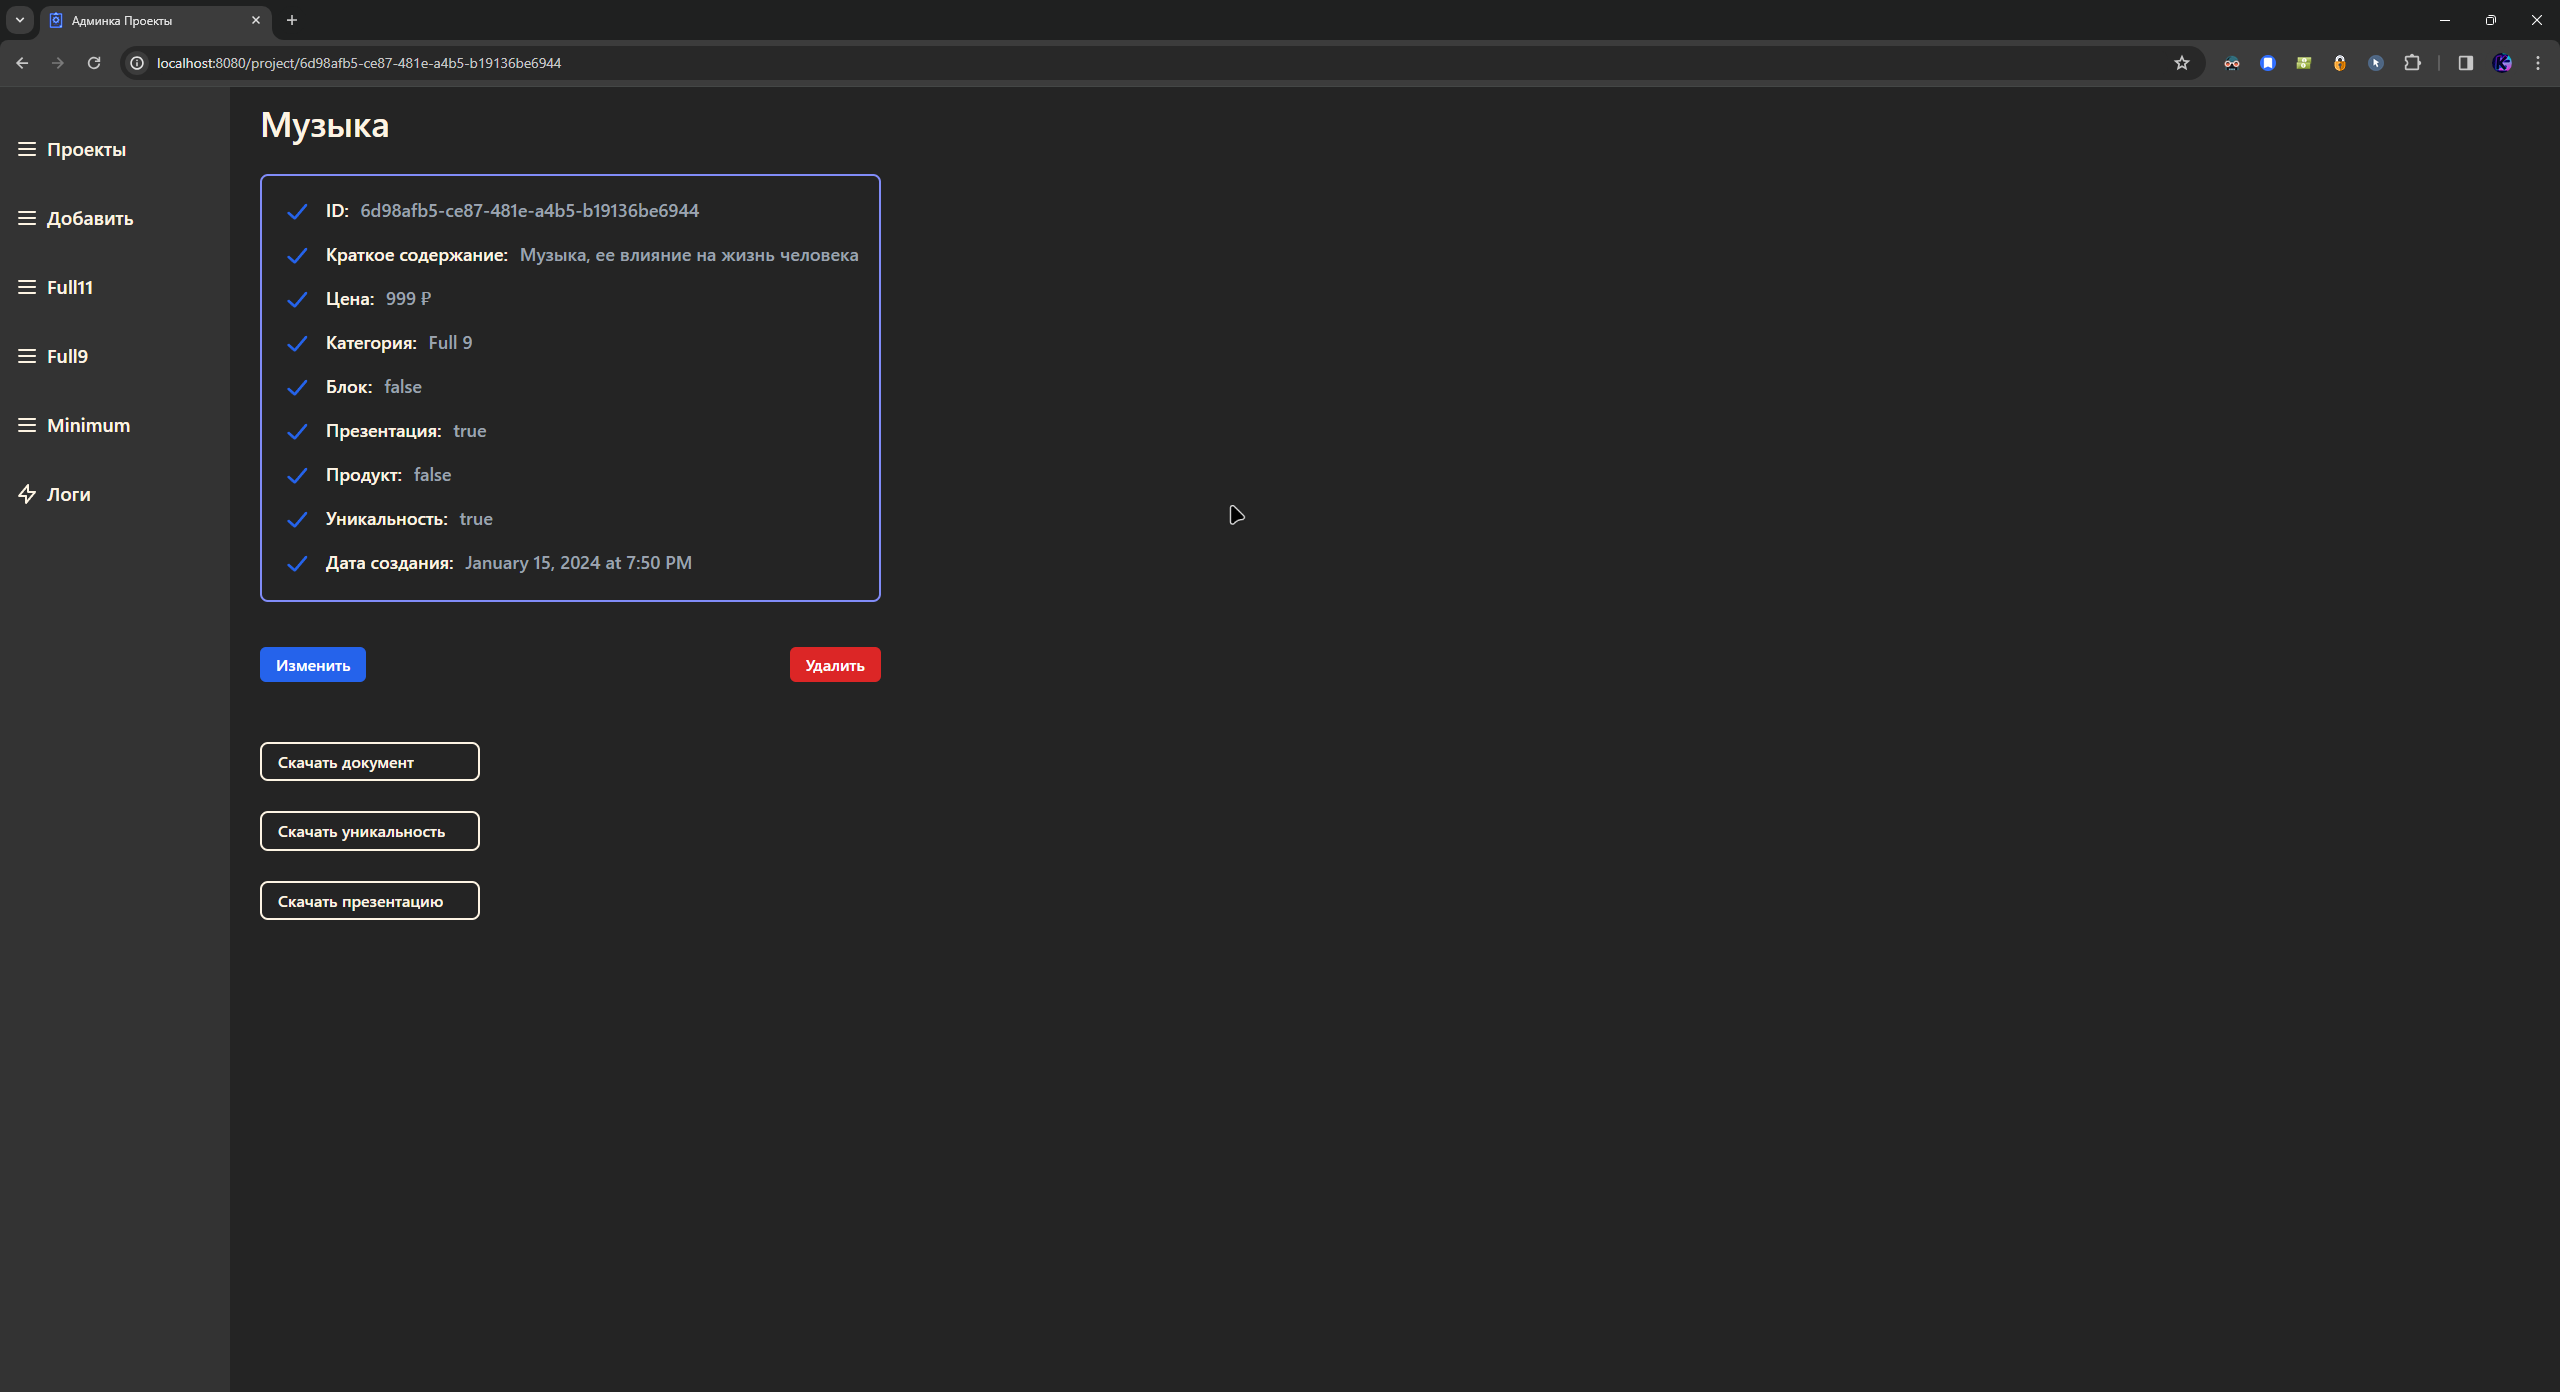 Админка Проекты
localhost:8080/project/6d98afb5-ce87-481e-a4b5-b19136be6944
Проекты
Добавить
Full11
Full9
Minimum
Логи
Музыка
ID: 6d98afb5-ce87-481e-a4b5-b19136be6944
Краткое содержание: Музыка, ее влияние на жизнь человека
Цена: 999 ₽
Категория: Full 9
Блок: false
Презентация: true
Продукт: false
Уникальность: true
Дата создания: January 15, 2024 at 7:50 PM
Изменить
Удалить
Скачать документ
Скачать уникальность
Скачать презентацию